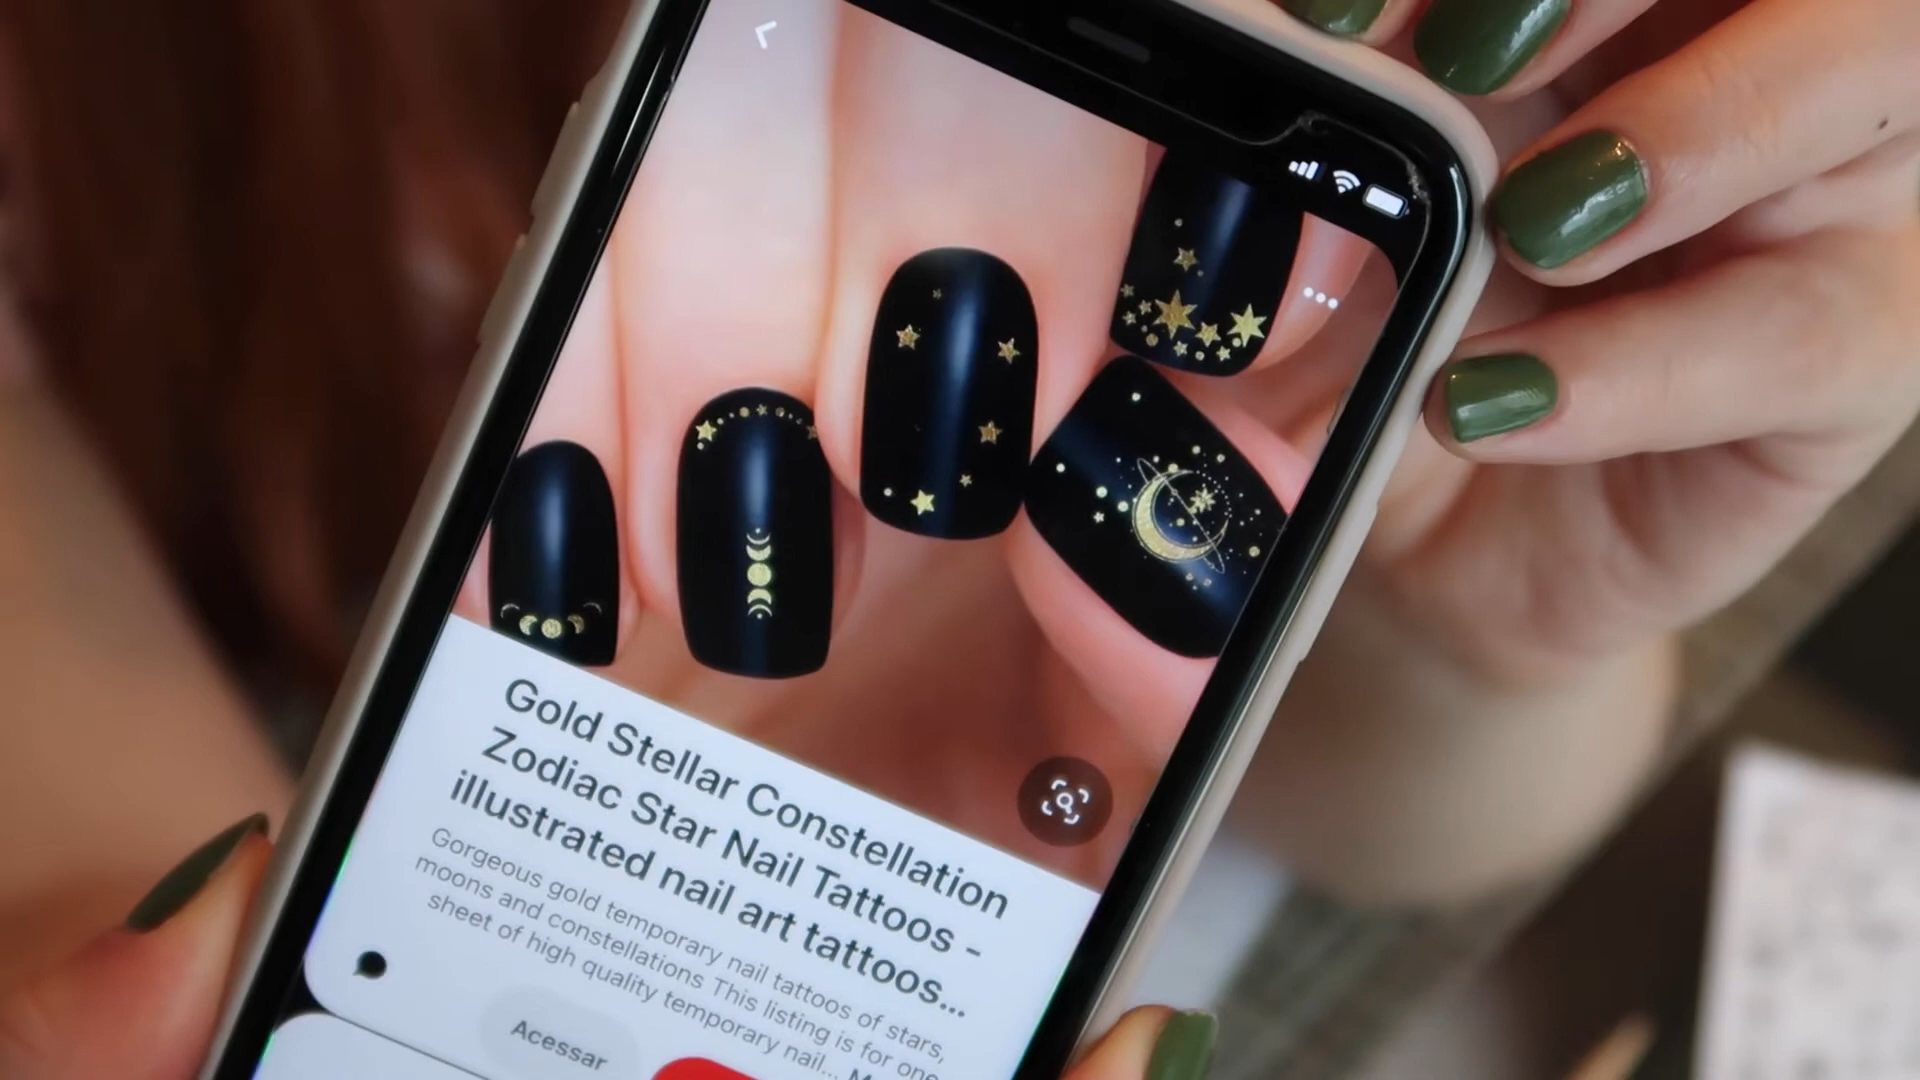 Gold Stellar Constellation
Zodiac Star Nail Tattoos -
illustrated nail art tattoos...
Gorgeous gold temporary nail tattoos of stars,
moons and constellations This listing is for one
sheet of high quality temporary nail...
Acessar